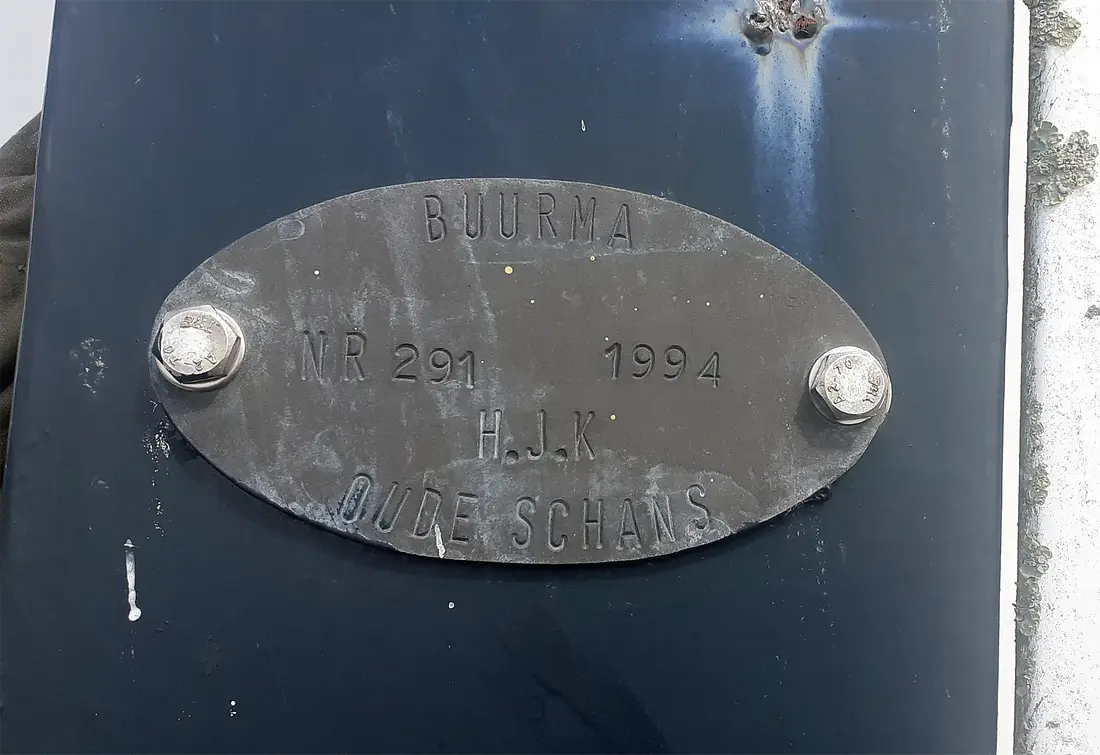 BUURMA
NR 291 1994
H.J.K
OUDE SCHANS